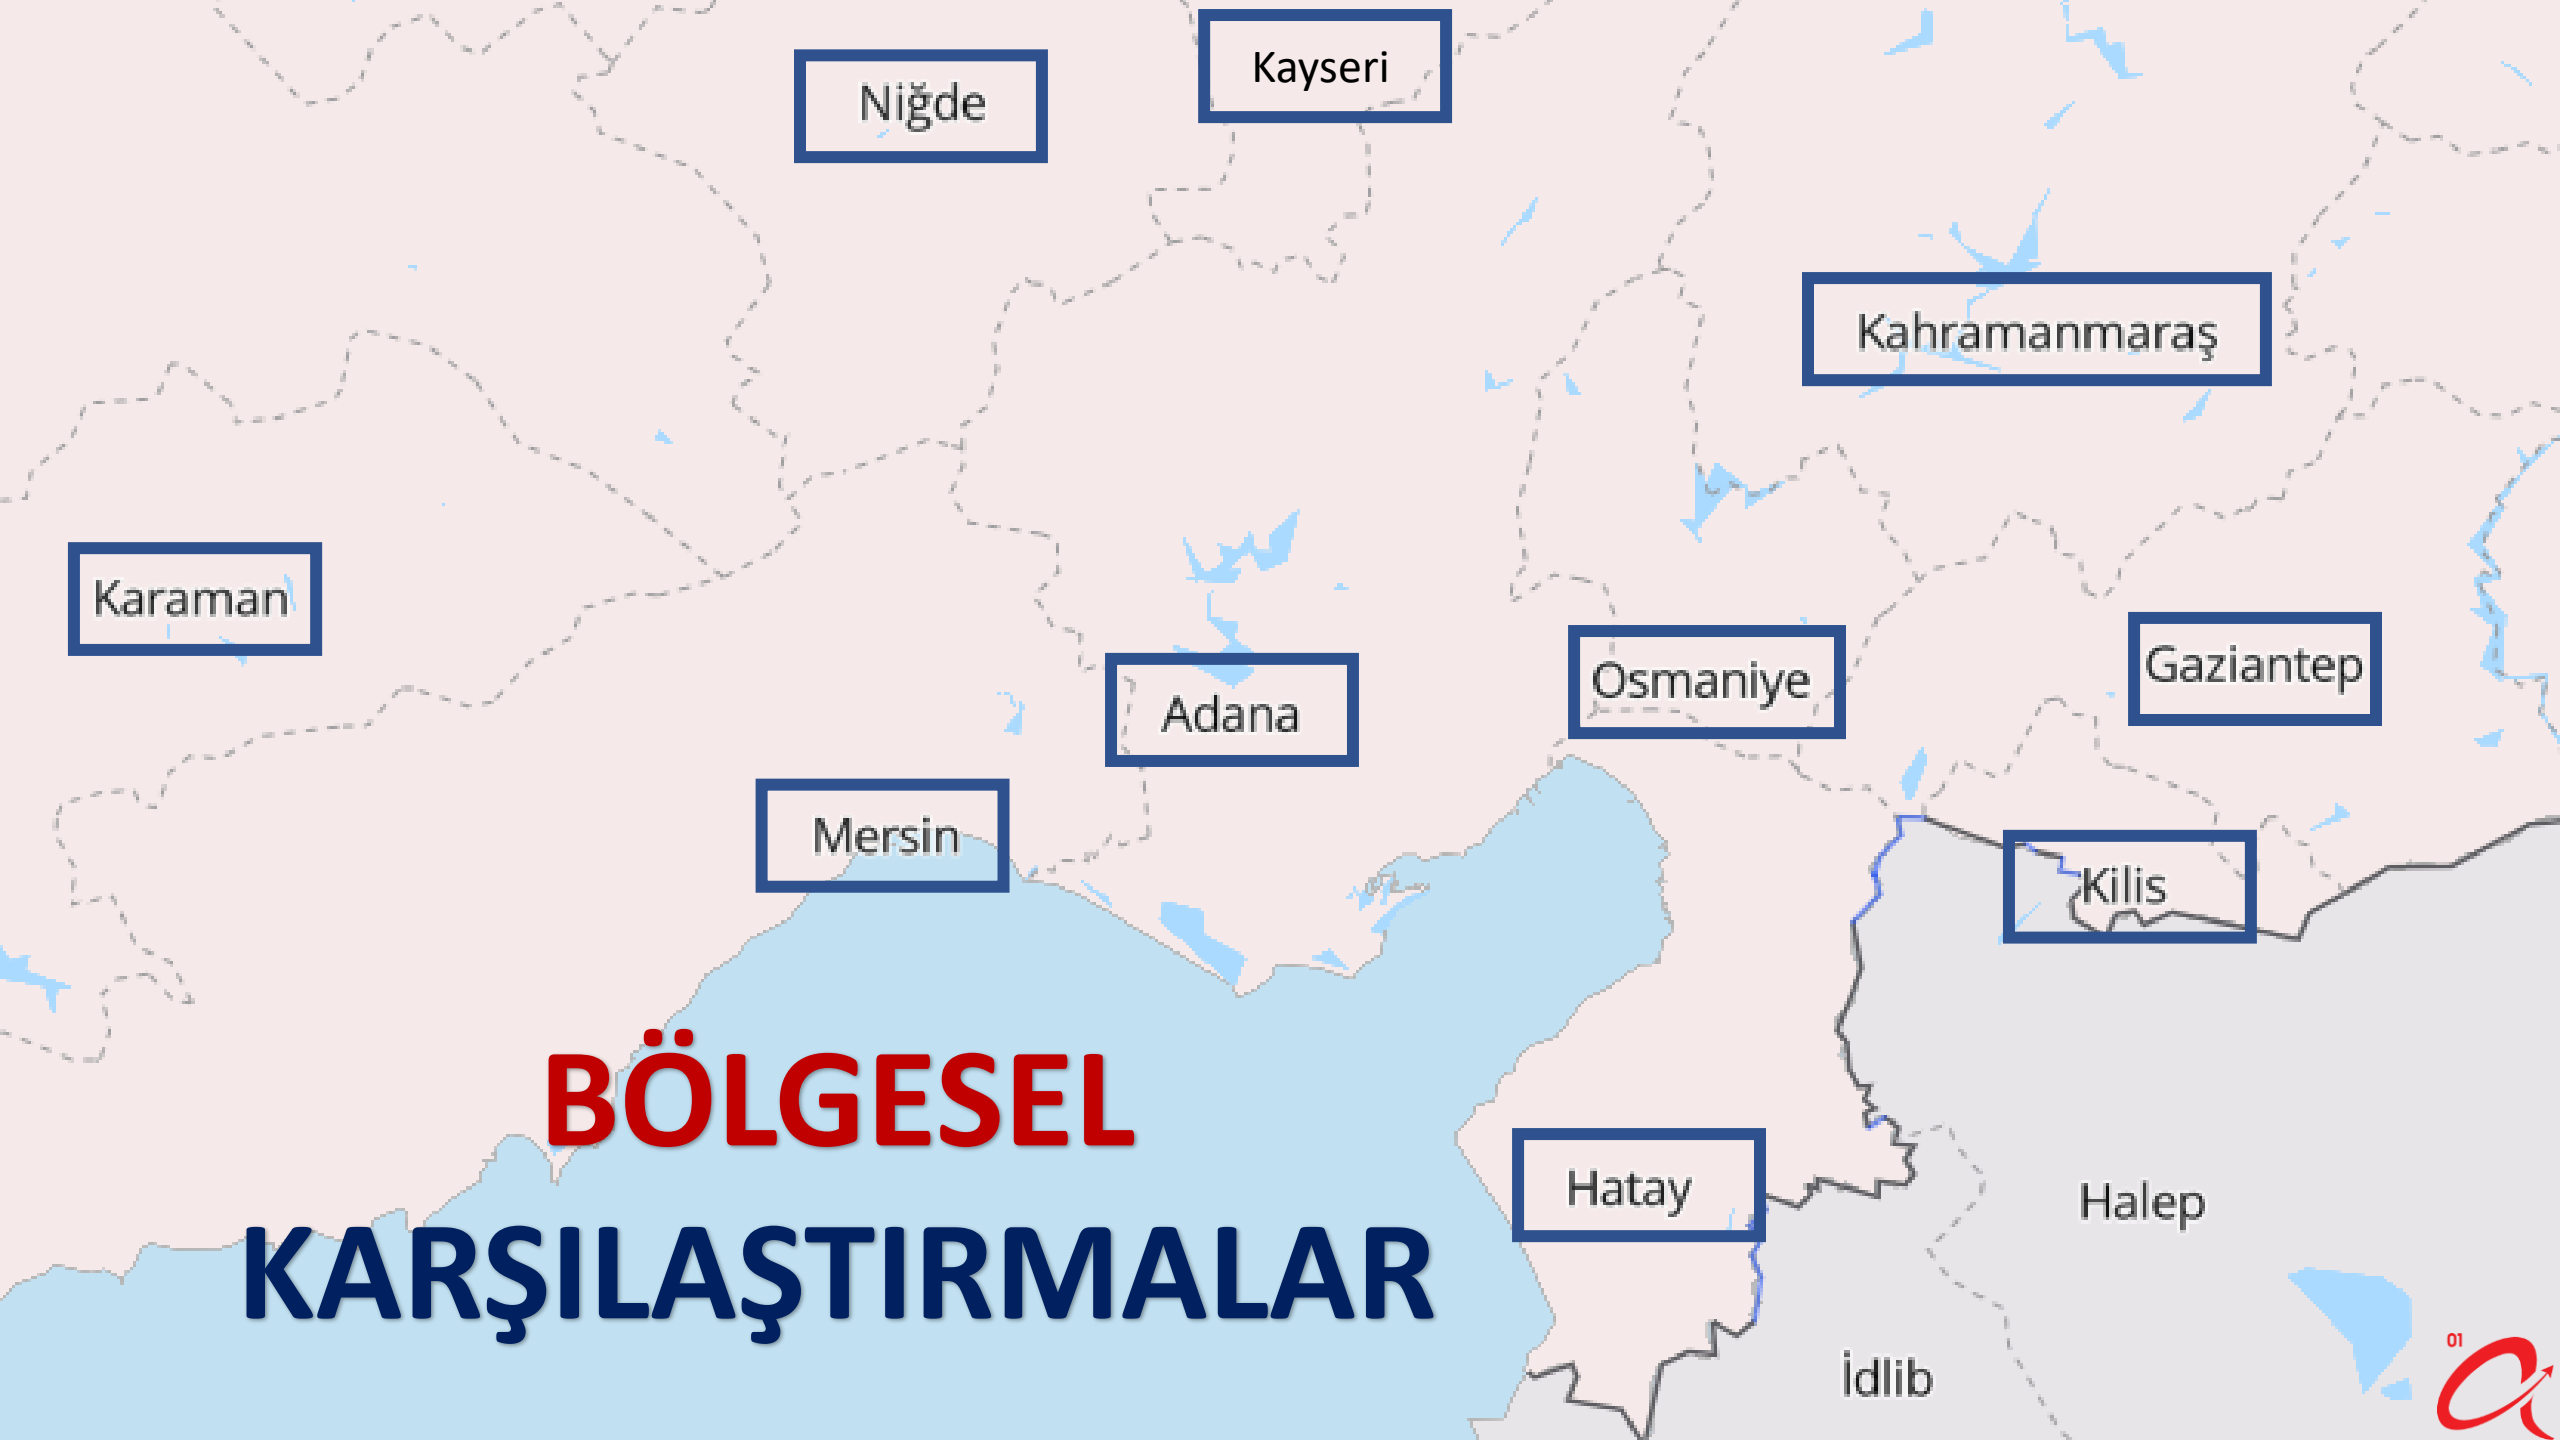 Kayseri
Niğde
Kahramanmaraş
Karaman
Gaziantep
Osmaniye
Adana
Mersin
Kilis
BÖLGESEL
KARŞILAŞTIRMALAR
Hatay
Halep
İdlib
01